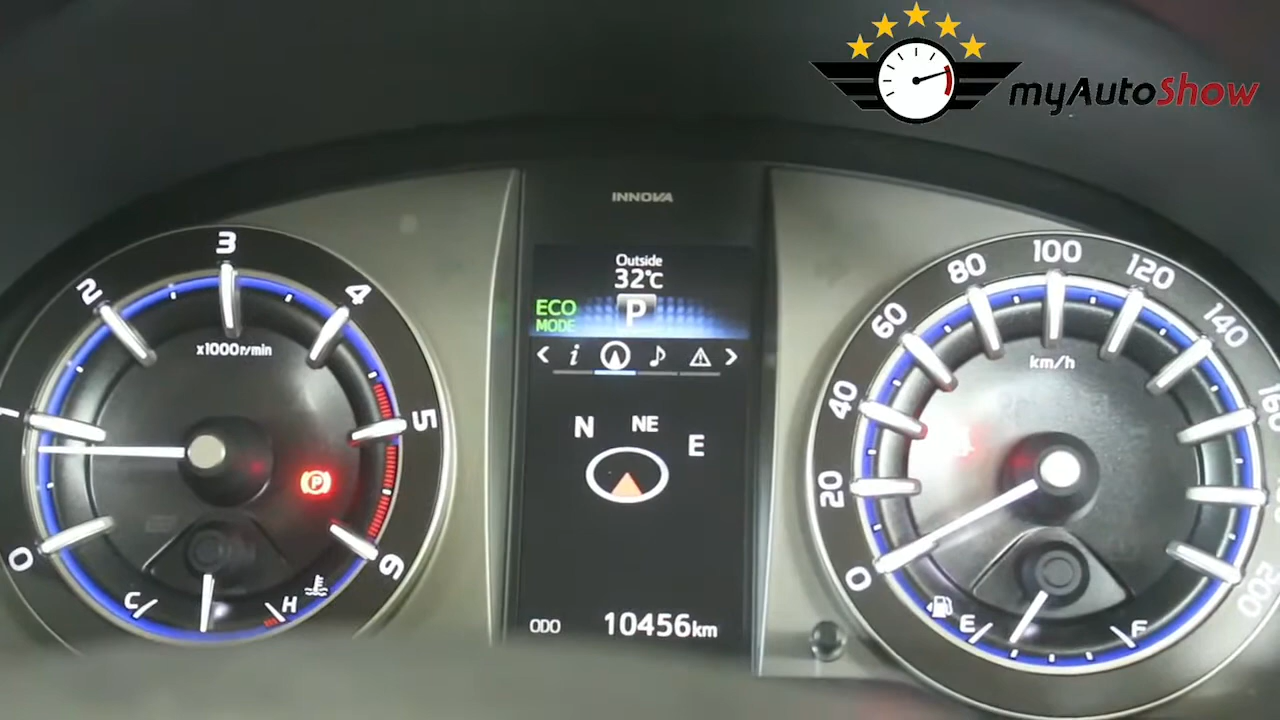 myAutoShow
INNOVA
Outside
32°C
ECO
MODE
P
i
N NE E
ODO 10456km
0 1 2 3 4 5 6
x1000r/min
P
C H
0 20 40 60 80 100 120 140 160 200
km/h
E F